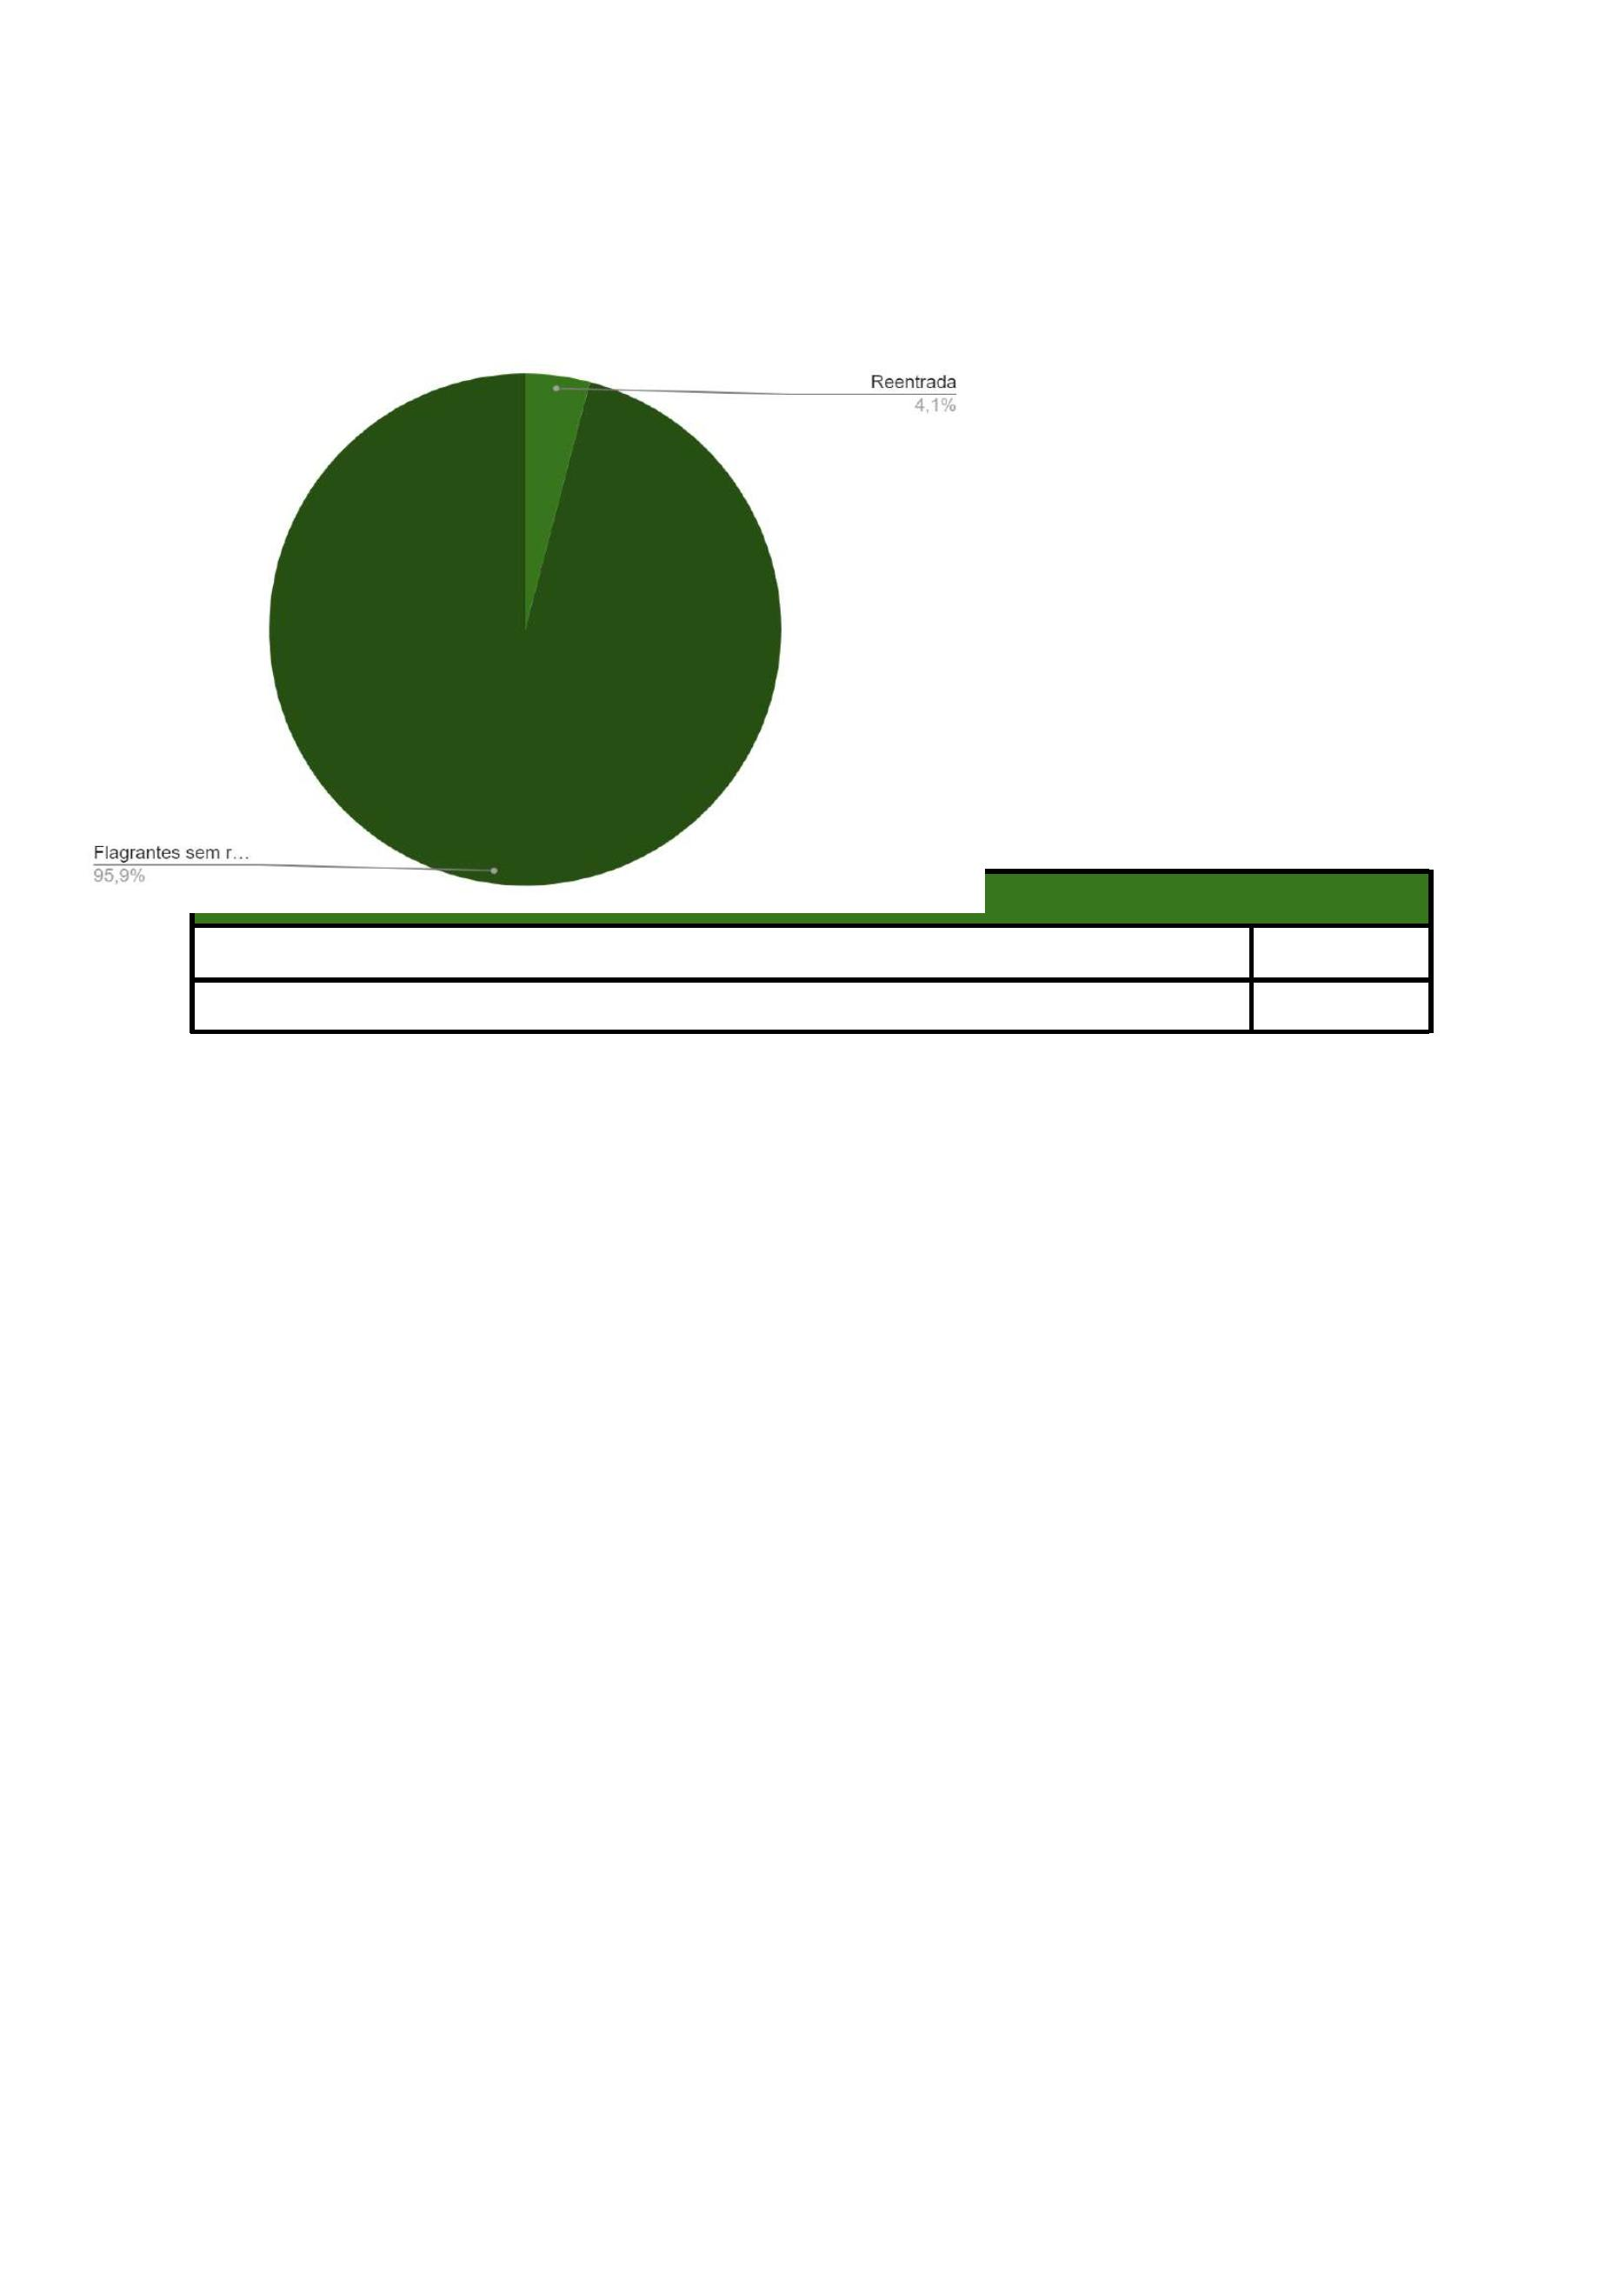 Reentrada
4,1%
Flagrantes sem r…
95,9%